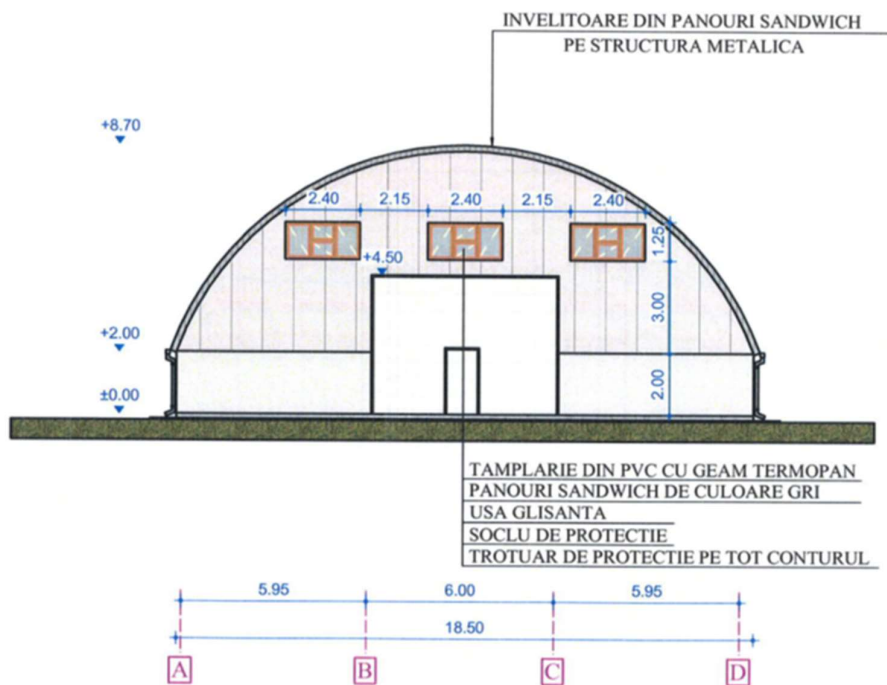 INVELITOARE DIN PANOURI SANDWICH
PE STRUCTURA METALICA
+8.70
2.40 2.15 2.40 2.15 2.40
1.25
+4.50
3.00
+2.00
2.00
±0.00
TAMPLARIE DIN PVC CU GEAM TERMOPAN
PANOURI SANDWICH DE CULOARE GRI
USA GLISANTA
SOCLU DE PROTECTIE
TROTUAR DE PROTECTIE PE TOT CONTURUL
5.95 6.00 5.95
18.50
A B C D